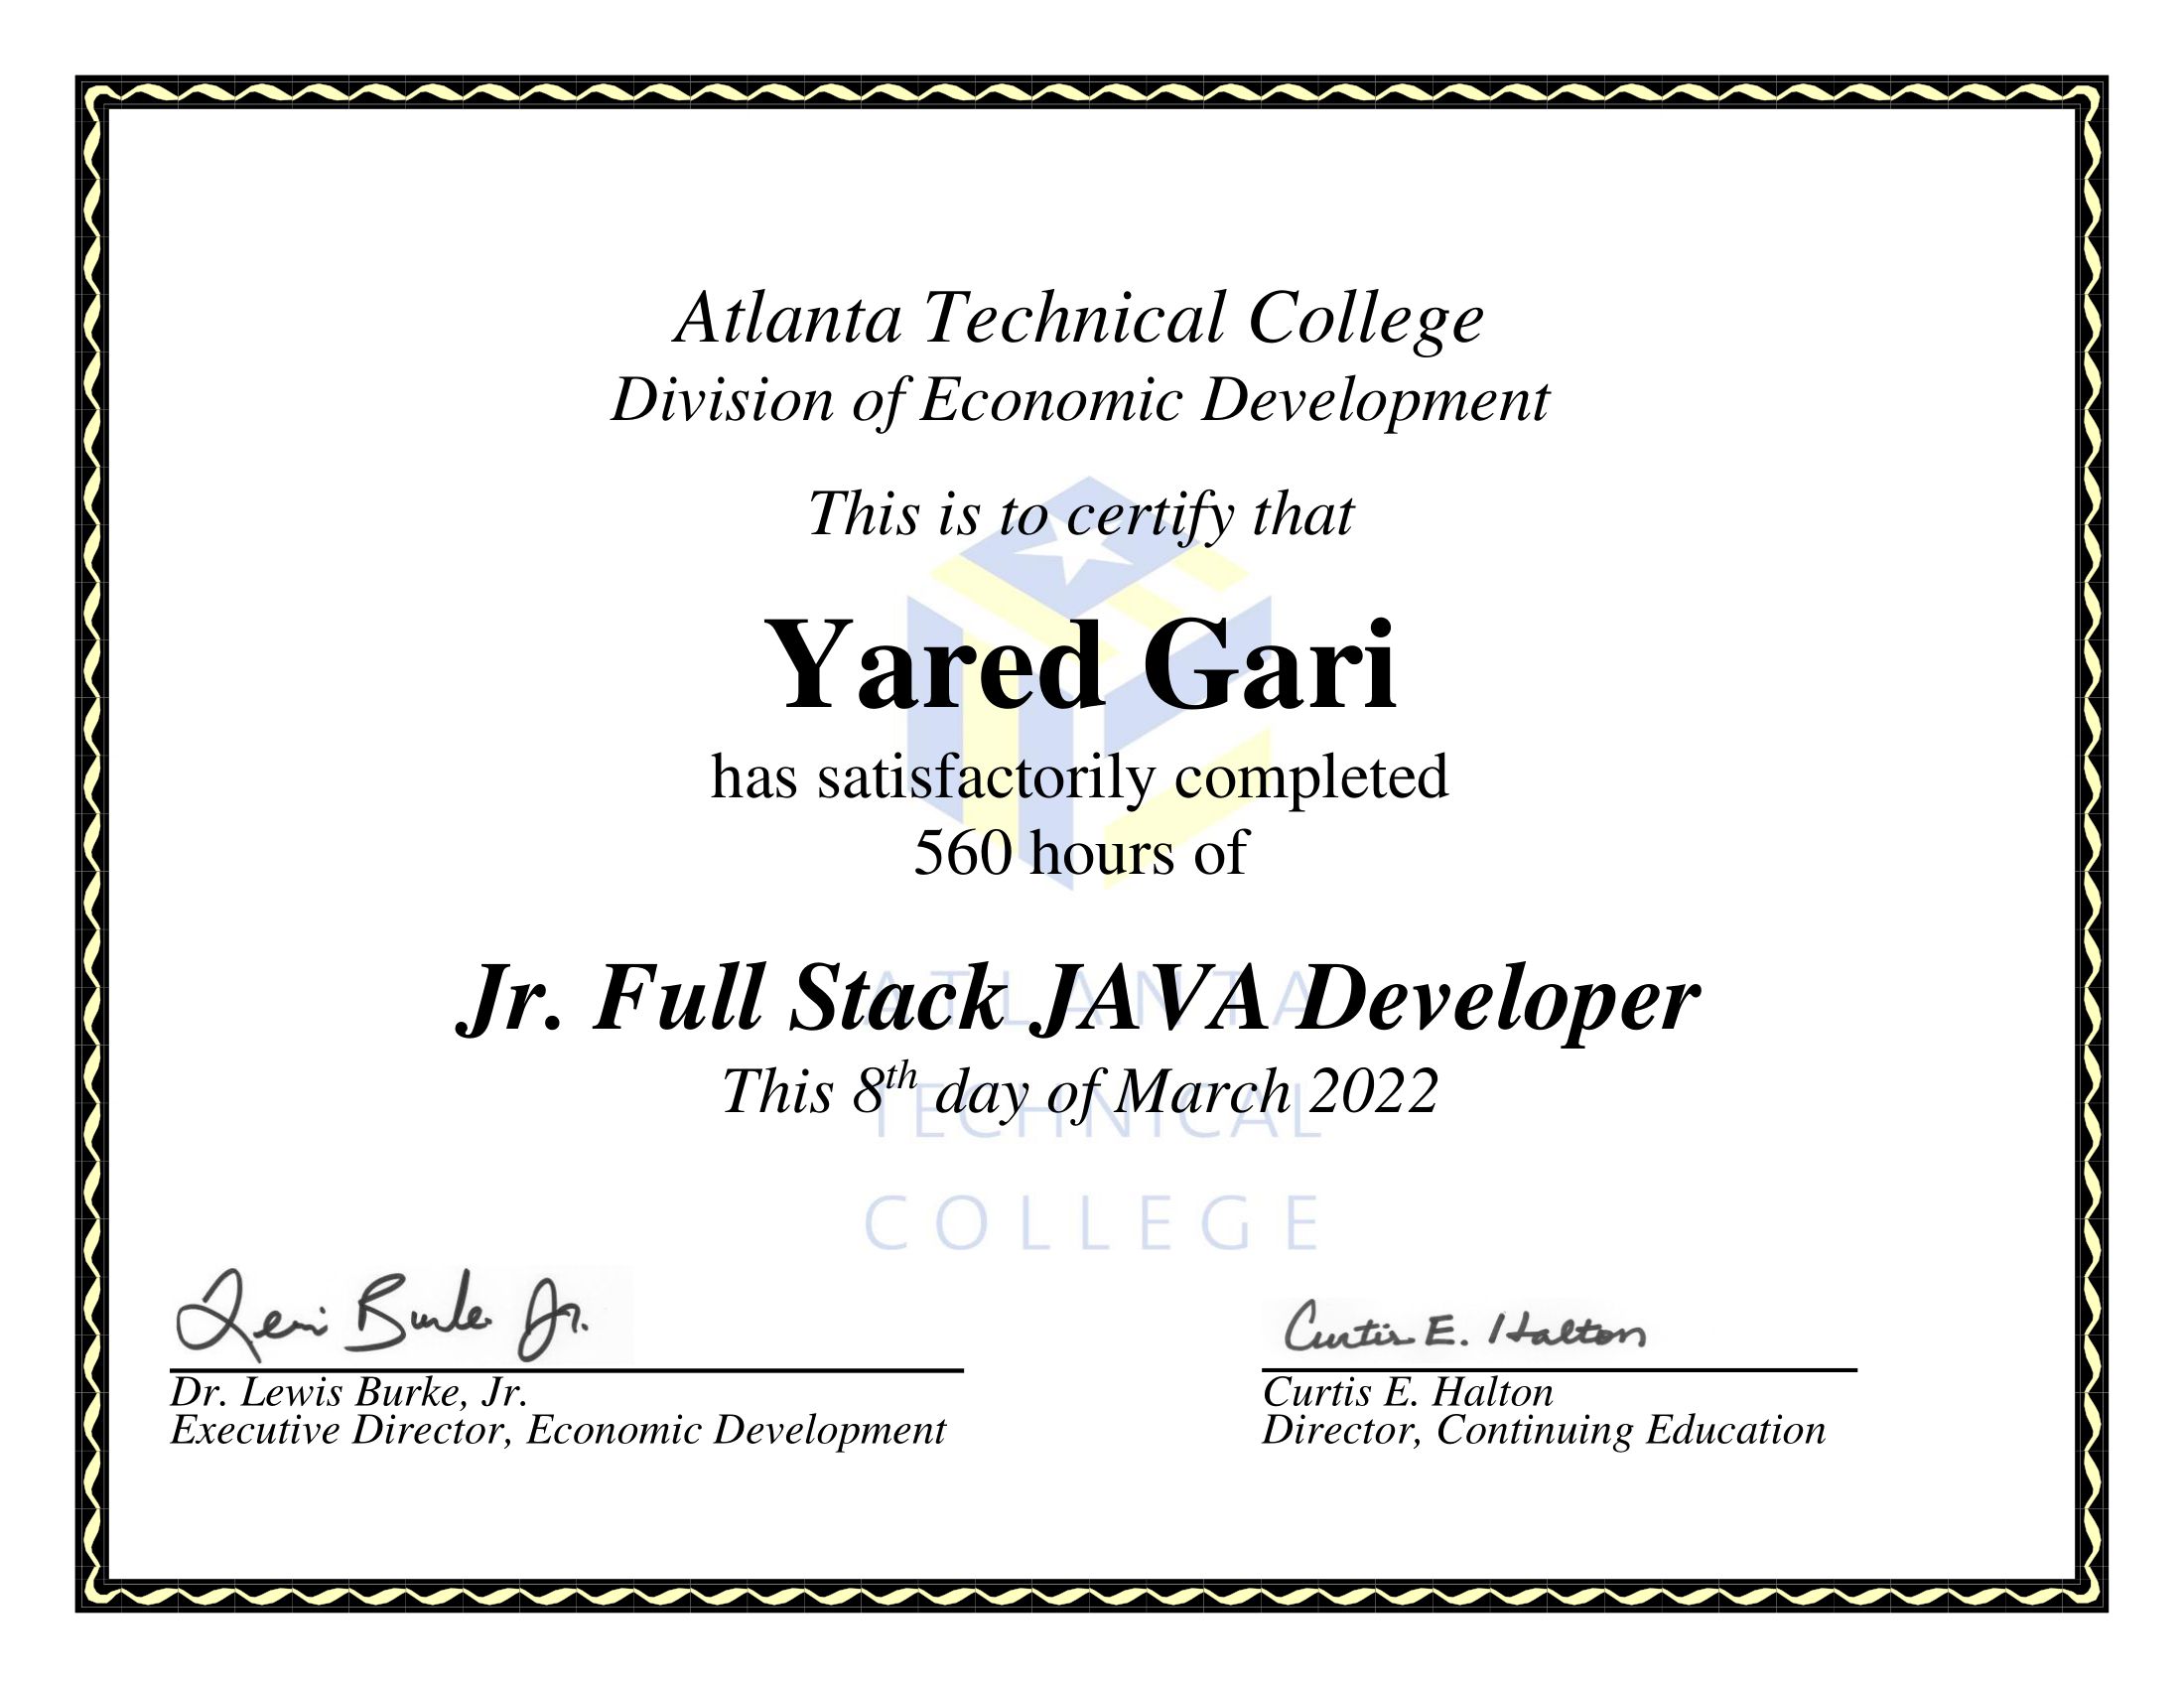 Atlanta Technical College
Division of Economic Development
This is to certify that
Yared Gari
has satisfactorily completed
560 hours of
Jr. Full Stack JAVA Developer
This 8th day of March 2022
ATLANTA
TECHNICAL
COLLEGE
Lewis Burke Jr.
Curtis E. Halton
Dr. Lewis Burke, Jr.
Executive Director, Economic Development
Curtis E. Halton
Director, Continuing Education